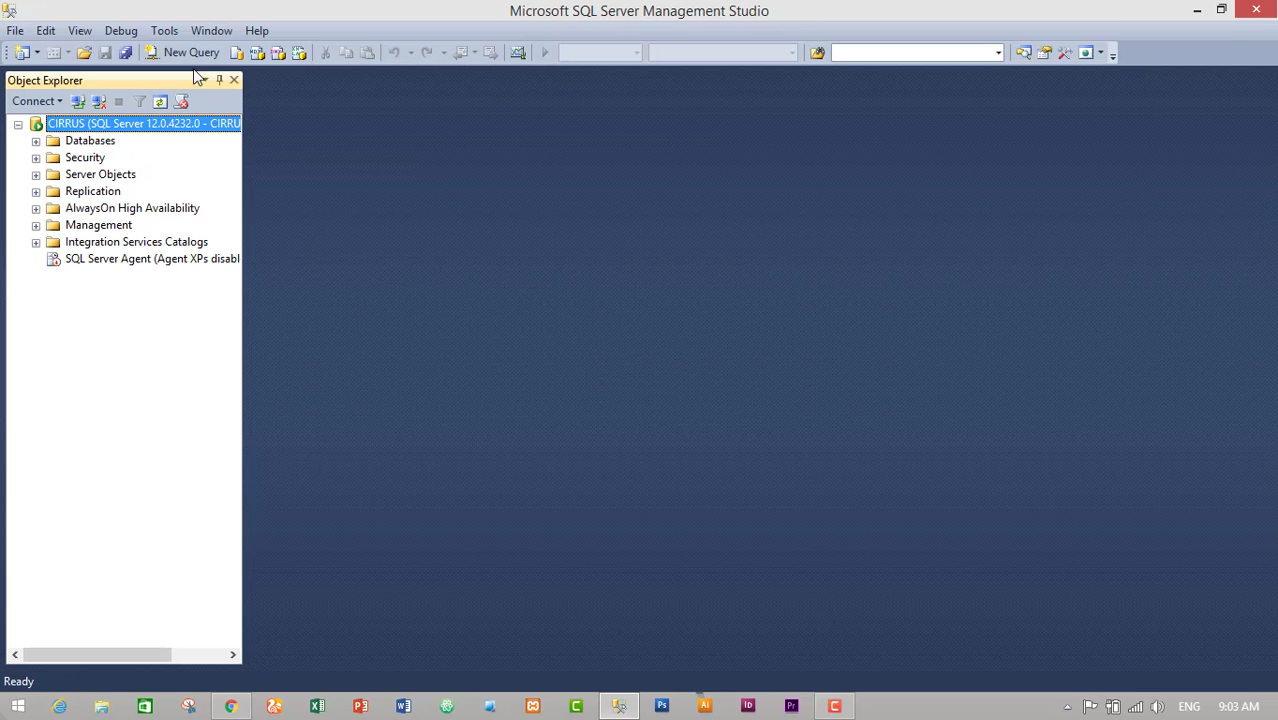 Microsoft SQL Server Management Studio
File Edit View Debug Tools Window Help
New Query
Object Explorer
Connect
CIRRUS (SQL Server 12.0.4232.0 - CIRRU
Databases
Security
Server Objects
Replication
AlwaysOn High Availability
Management
Integration Services Catalogs
SQL Server Agent (Agent XPs disabl
Ready
ENG 9:03 AM